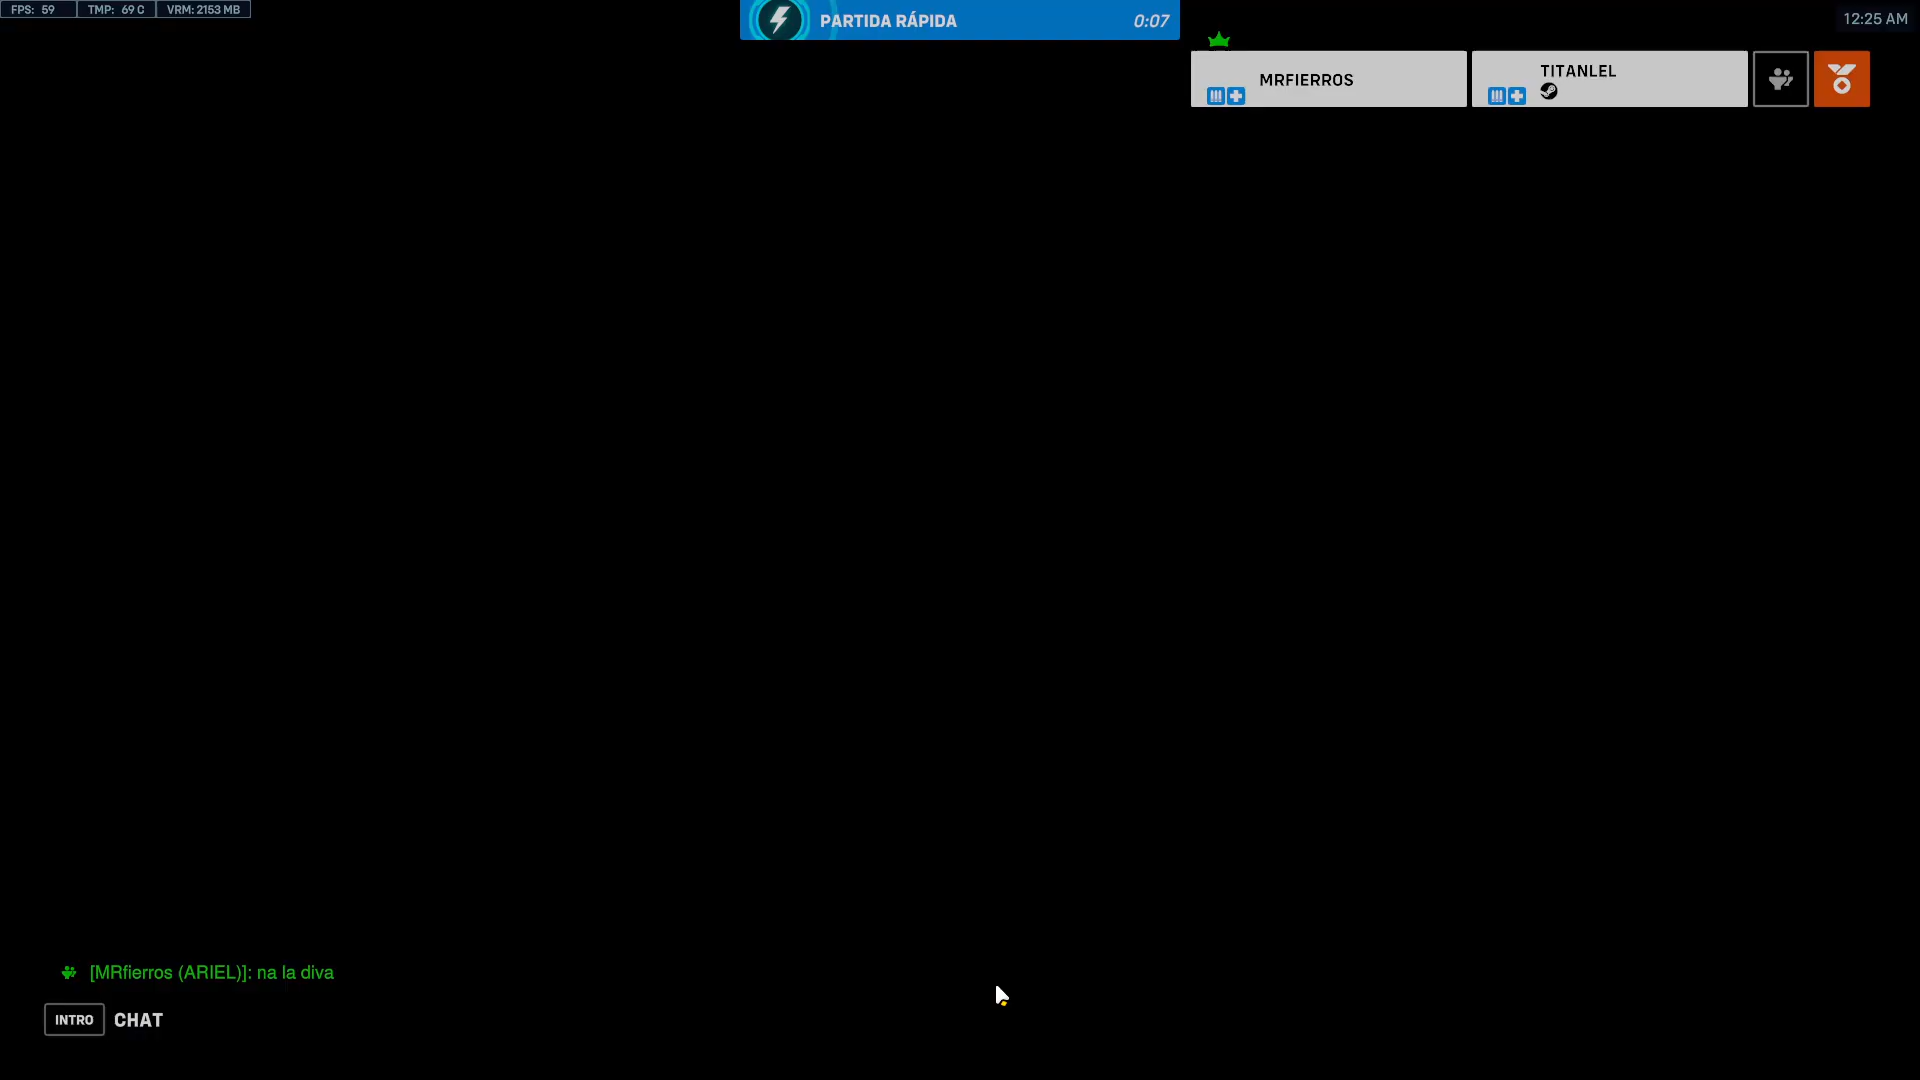 FPS: 59 TMP: 69 C VRM: 2153 MB
PARTIDA RÁPIDA 0:07
12:25 AM
MRFIERROS
TITANLEL
[MRfierros (ARIEL)]: na la diva
INTRO CHAT